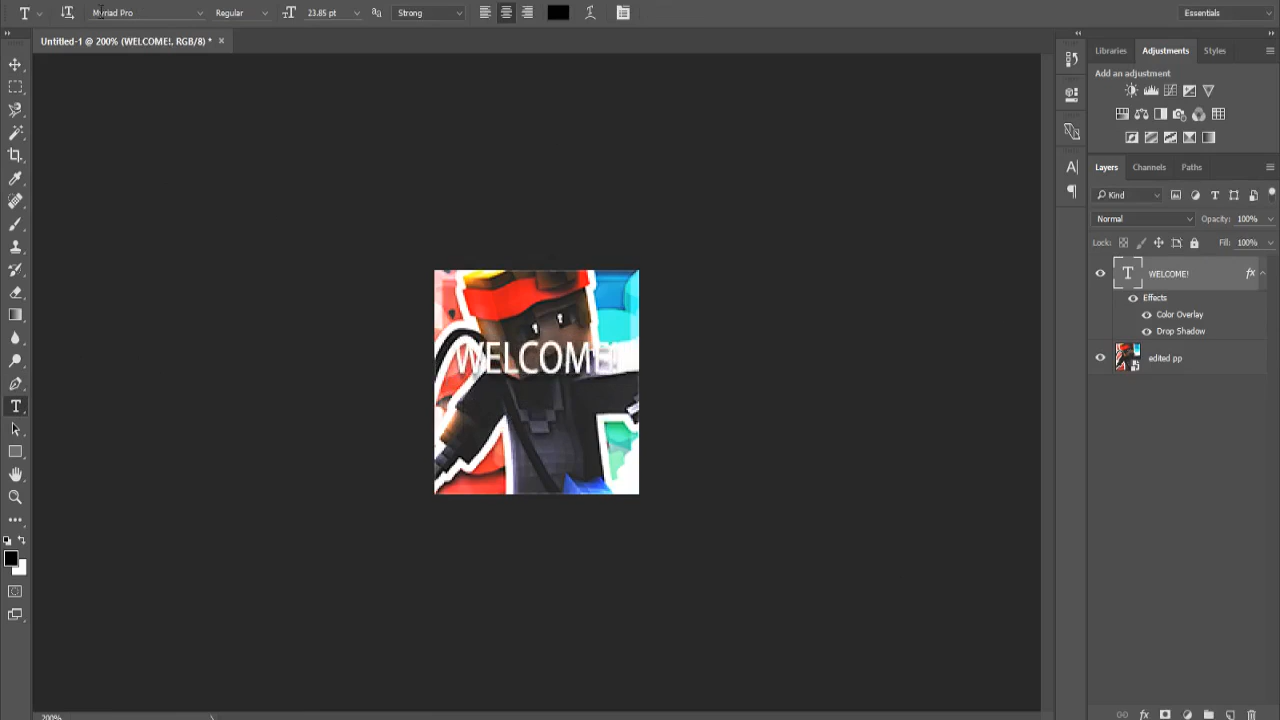 Myriad Pro Regular 23.85 pt Strong Essentials
Untitled-1 @ 200% (WELCOME!, RGB/8) * ×
Libraries Adjustments Styles
Add an adjustment
Layers Channels Paths
Kind
Normal Opacity: 100%
Lock: Fill: 100%
T WELCOME! fx
Effects
Color Overlay
Drop Shadow
edited pp
WELCOME!
200%